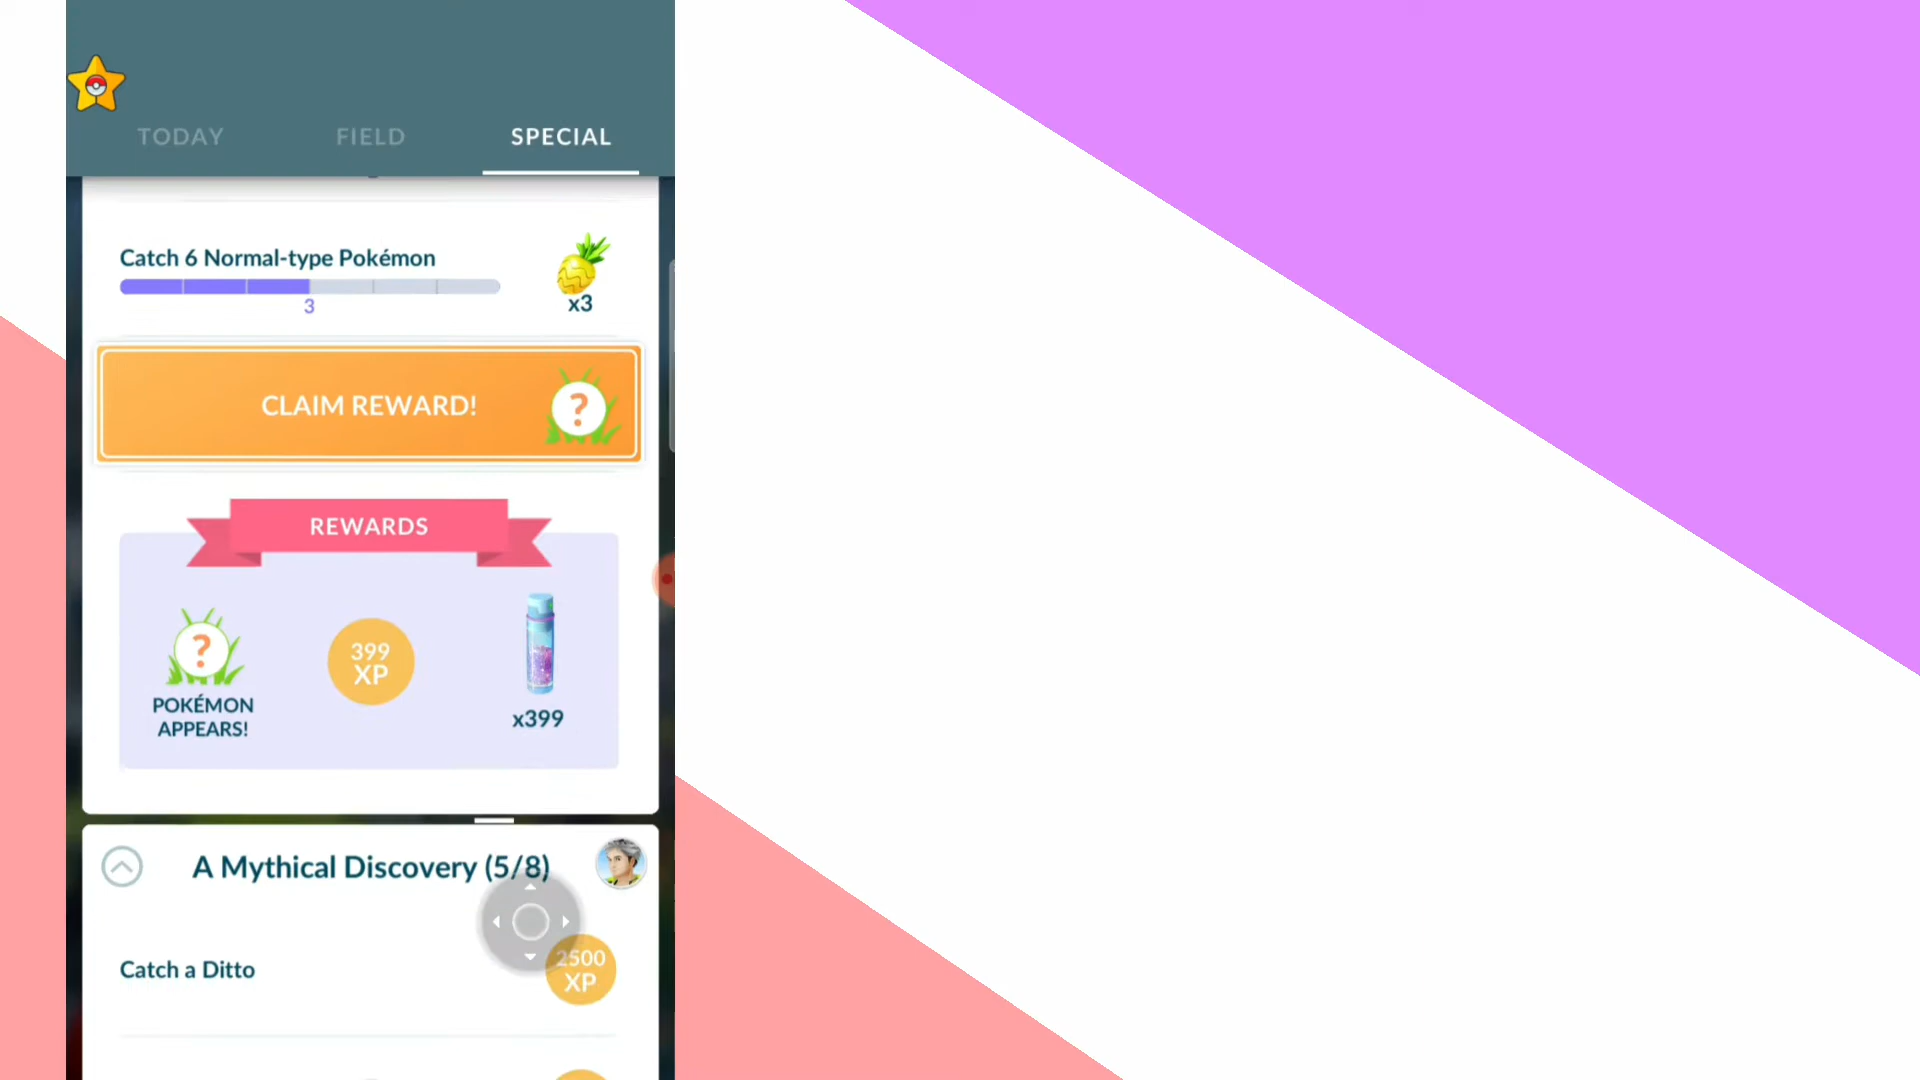 TODAY
FIELD
SPECIAL
Catch 6 Normal-type Pokémon
3
x3
CLAIM REWARD!
?
REWARDS
?
POKÉMON
APPEARS!
399
XP
x399
A Mythical Discovery (5/8)
Catch a Ditto
2500
XP